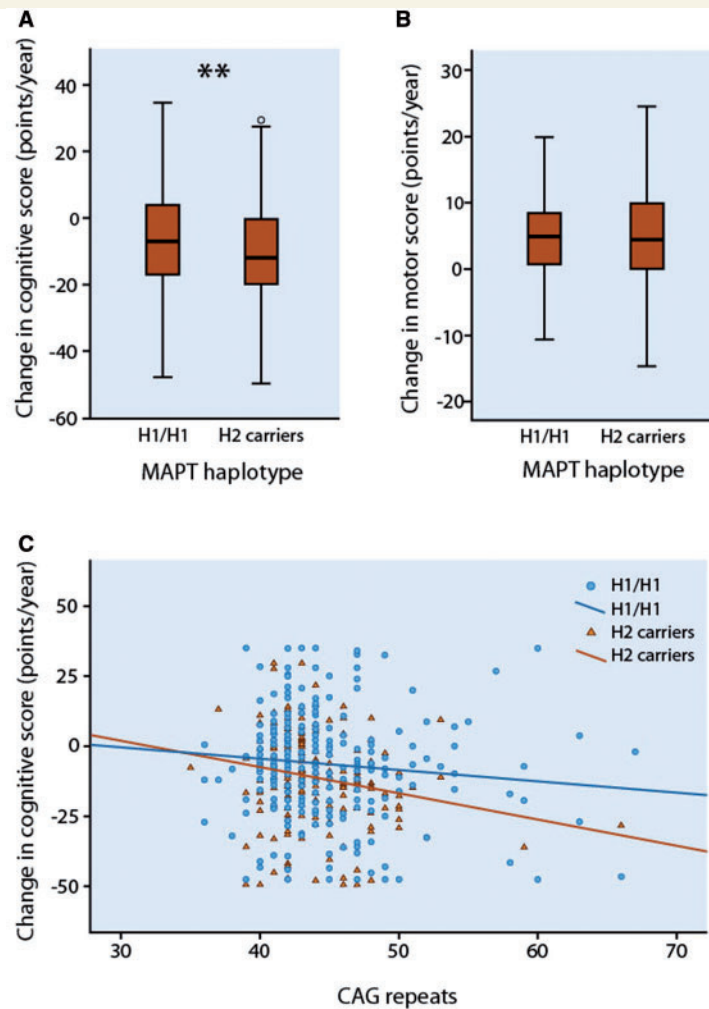 A
Change in cognitive score (points/year)
40
20
0
-20
-40
-60
**
H1/H1 H2 carriers
MAPT haplotype
B
Change in motor score (points/year)
30
20
10
0
-10
-20
H1/H1 H2 carriers
MAPT haplotype
C
Change in cognitive score (points/year)
50
25
0
-25
-50
H1/H1
H1/H1
H2 carriers
H2 carriers
30 40 50 60 70
CAG repeats